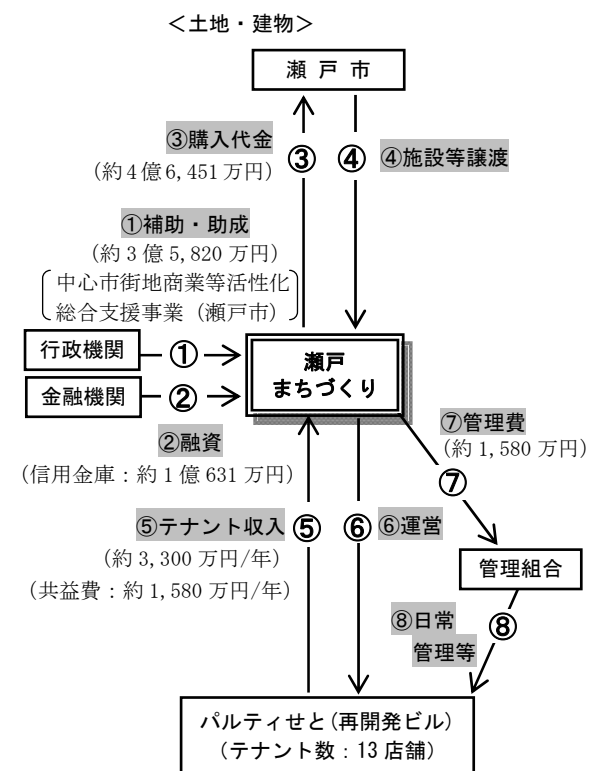 ＜土地・建物＞
瀬戸市
③購入代金
（約4億6,451万円）
③
④
④施設等譲渡
①補助・助成
（約3億5,820万円）
中心市街地商業等活性化
総合支援事業（瀬戸市）
行政機関
①
金融機関
②
瀬戸
まちづくり
②融資
（信用金庫：約1億631万円）
⑦管理費
（約1,580万円）
⑦
⑤テナント収入
⑤
⑥
⑥運営
（約3,300万円/年）
（共益費：約1,580万円/年）
管理組合
⑧日常
管理等
⑧
パルティせと(再開発ビル)
（テナント数：13店舗）